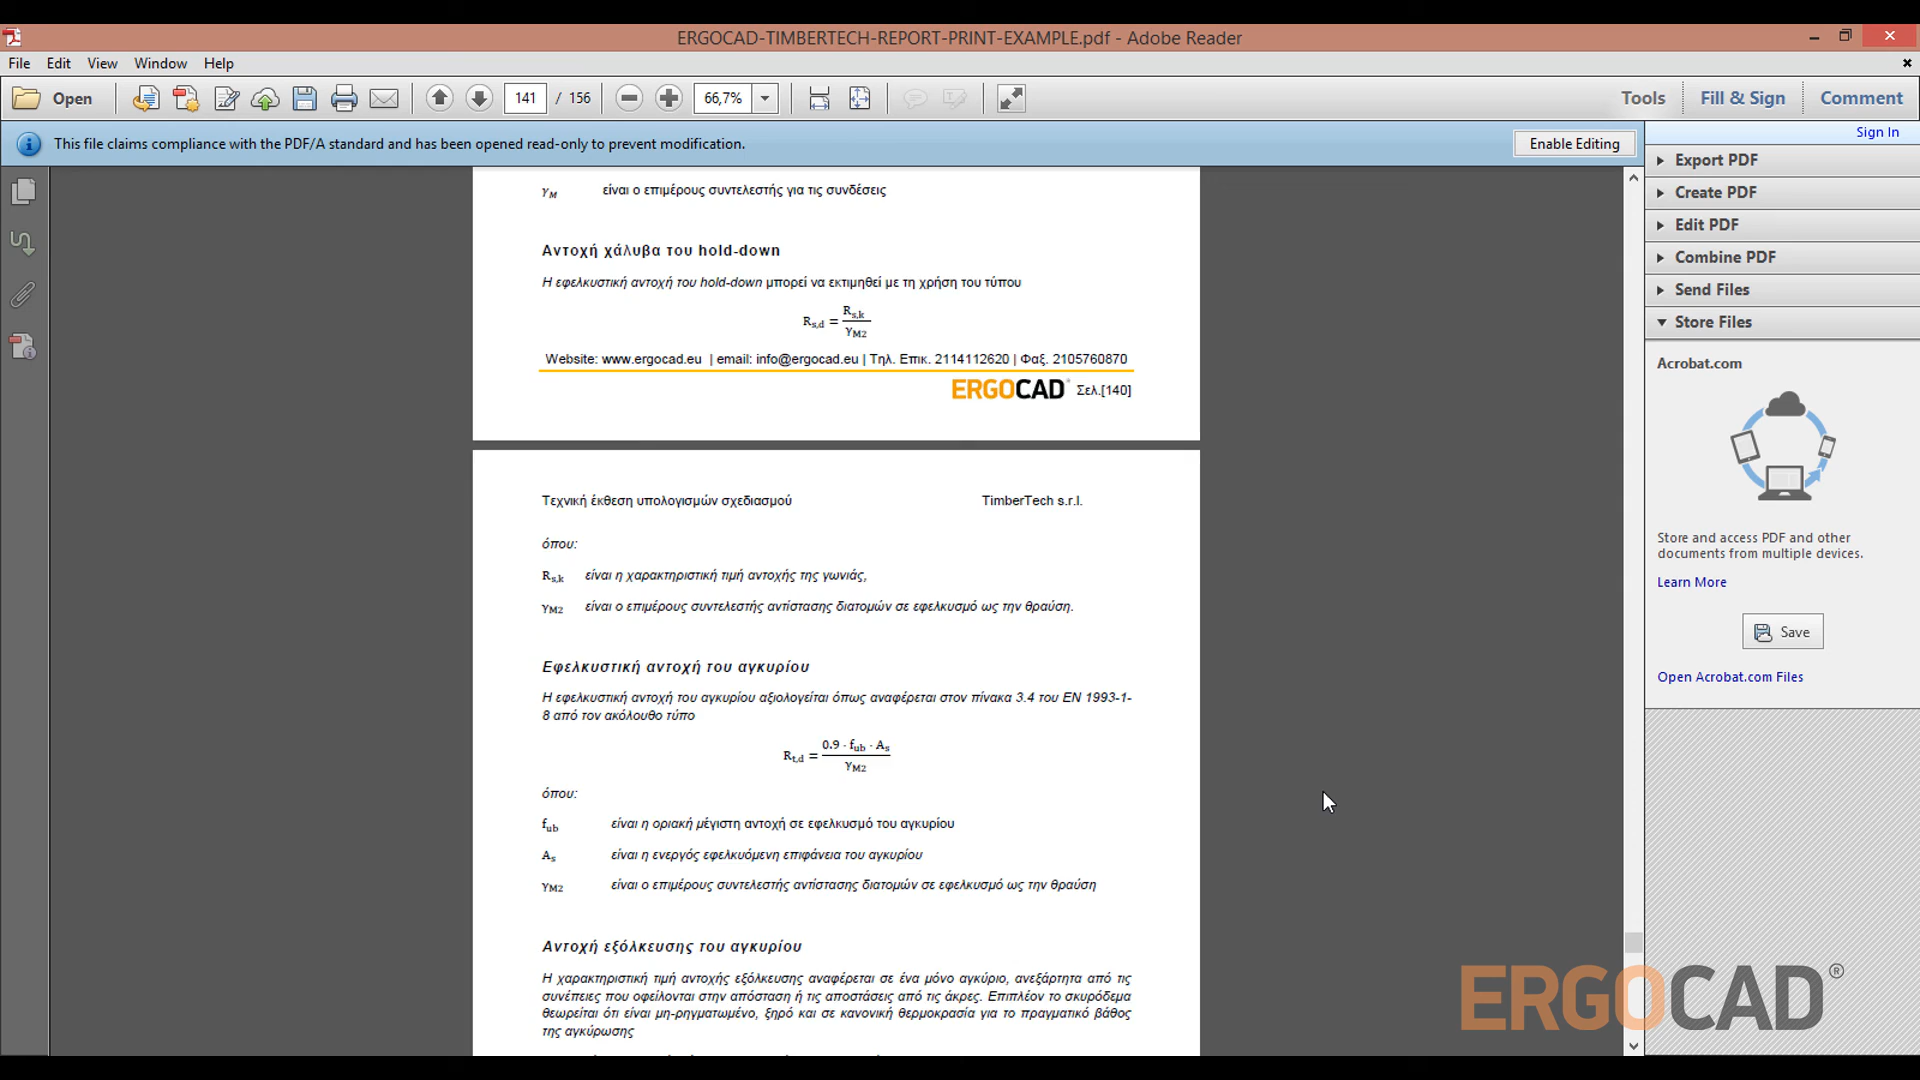 ERGOCAD-TIMBERTECH-REPORT-PRINT-EXAMPLE.pdf - Adobe Reader
File Edit View Window Help
Open 141 / 156 66,7% Tools Fill & Sign Comment
This file claims compliance with the PDF/A standard and has been opened read-only to prevent modification. Enable Editing
Sign In
Export PDF
Create PDF
Edit PDF
Combine PDF
Send Files
Store Files
Acrobat.com
Store and access PDF and other
documents from multiple devices.
Learn More
Save
Open Acrobat.com Files
γM είναι ο επιμέρους συντελεστής για τις συνδέσεις
Αντοχή χάλυβα του hold-down
Η εφελκυστική αντοχή του hold-down μπορεί να εκτιμηθεί με τη χρήση του τύπου
Rs,d = Rs,k / γM2
Website: www.ergocad.eu | email: info@ergocad.eu | Τηλ. Επικ. 2114112620 | Φαξ. 2105760870
ERGOCAD® Σελ.[140]
Τεχνική έκθεση υπολογισμών σχεδιασμού TimberTech s.r.l.
όπου:
Rs,k είναι η χαρακτηριστική τιμή αντοχής της γωνιάς,
γM2 είναι ο επιμέρους συντελεστής αντίστασης διατομών σε εφελκυσμό ως την θραύση.
Εφελκυστική αντοχή του αγκυρίου
Η εφελκυστική αντοχή του αγκυρίου αξιολογείται όπως αναφέρεται στον πίνακα 3.4 του EN 1993-1-
8 από τον ακόλουθο τύπο
Rt,d = 0.9 · fub · As / γM2
όπου:
fub είναι η οριακή μέγιστη αντοχή σε εφελκυσμό του αγκυρίου
As είναι η ενεργός εφελκυόμενη επιφάνεια του αγκυρίου
γM2 είναι ο επιμέρους συντελεστής αντίστασης διατομών σε εφελκυσμό ως την θραύση
Αντοχή εξόλκευσης του αγκυρίου
Η χαρακτηριστική τιμή αντοχής εξόλκευσης αναφέρεται σε ένα μόνο αγκύριο, ανεξάρτητα από τις
συνέπειες που οφείλονται στην απόσταση ή τις αποστάσεις από τις άκρες. Επιπλέον το σκυρόδεμα
θεωρείται ότι είναι μη-ρηγματωμένο, ξηρό και σε κανονική θερμοκρασία για το πραγματικό βάθος
της αγκύρωσης
ERGOCAD®